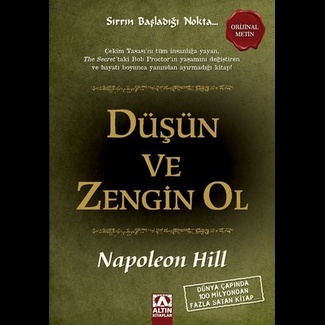 Sırrın Başladığı Nokta...
ORİJİNAL
METİN
Çekim Yasası'nı tüm insanlığa yayan,
The Secret'taki Bob Proctor'ın yaşamını değiştiren
ve hayatı boyunca yanından ayırmadığı kitap!
DÜŞÜN
VE
ZENGİN OL
Napoleon Hill
DÜNYA ÇAPINDA
100 MİLYONDAN
FAZLA SATAN KİTAP
ALTIN
KİTAPLAR